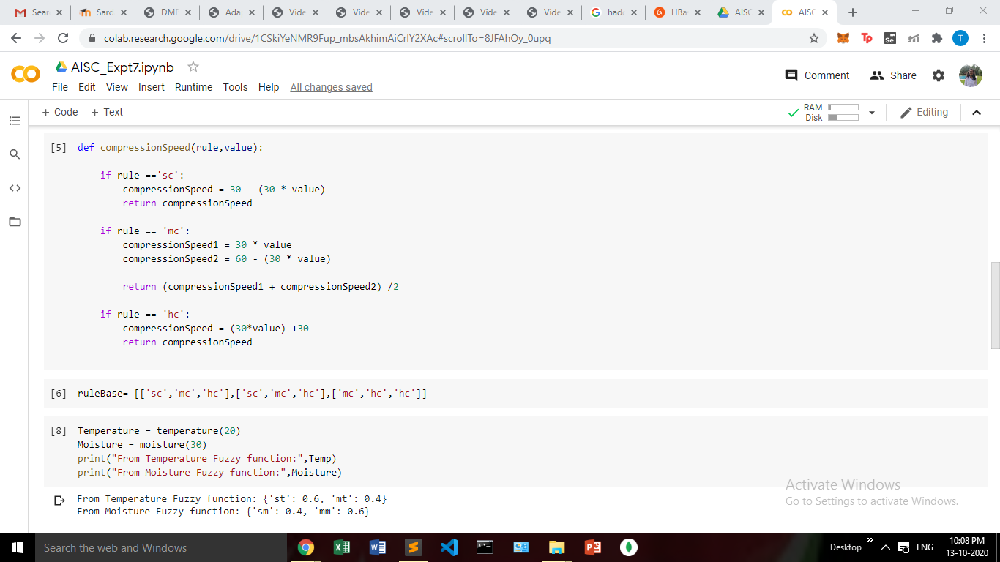 Sear
Sard
DME
Ada
Vide
Vide
Vide
Vide
Vide
hado
HBa
AISC
AISC
colab.research.google.com/drive/1CSkiYeNMR9Fup_mbsAkhimAiCrlY2XAc#scrollTo=8JFAhOy_0upq
Tp
Se
T
AISC_Expt7.ipynb
File Edit View Insert Runtime Tools Help All changes saved
Comment
Share
+ Code + Text
RAM
Disk
Editing
[5] def compressionSpeed(rule,value):
if rule =='sc':
compressionSpeed = 30 - (30 * value)
return compressionSpeed
if rule == 'mc':
compressionSpeed1 = 30 * value
compressionSpeed2 = 60 - (30 * value)
return (compressionSpeed1 + compressionSpeed2) /2
if rule == 'hc':
compressionSpeed = (30*value) +30
return compressionSpeed
[6] ruleBase= [['sc','mc','hc'],['sc','mc','hc'],['mc','hc','hc']]
[8] Temperature = temperature(20)
Moisture = moisture(30)
print("From Temperature Fuzzy function:",Temp)
print("From Moisture Fuzzy function:",Moisture)
From Temperature Fuzzy function: {'st': 0.6, 'mt': 0.4}
From Moisture Fuzzy function: {'sm': 0.4, 'mm': 0.6}
Activate Windows
Go to Settings to activate Windows.
Search the web and Windows
Desktop
ENG
10:08 PM
13-10-2020